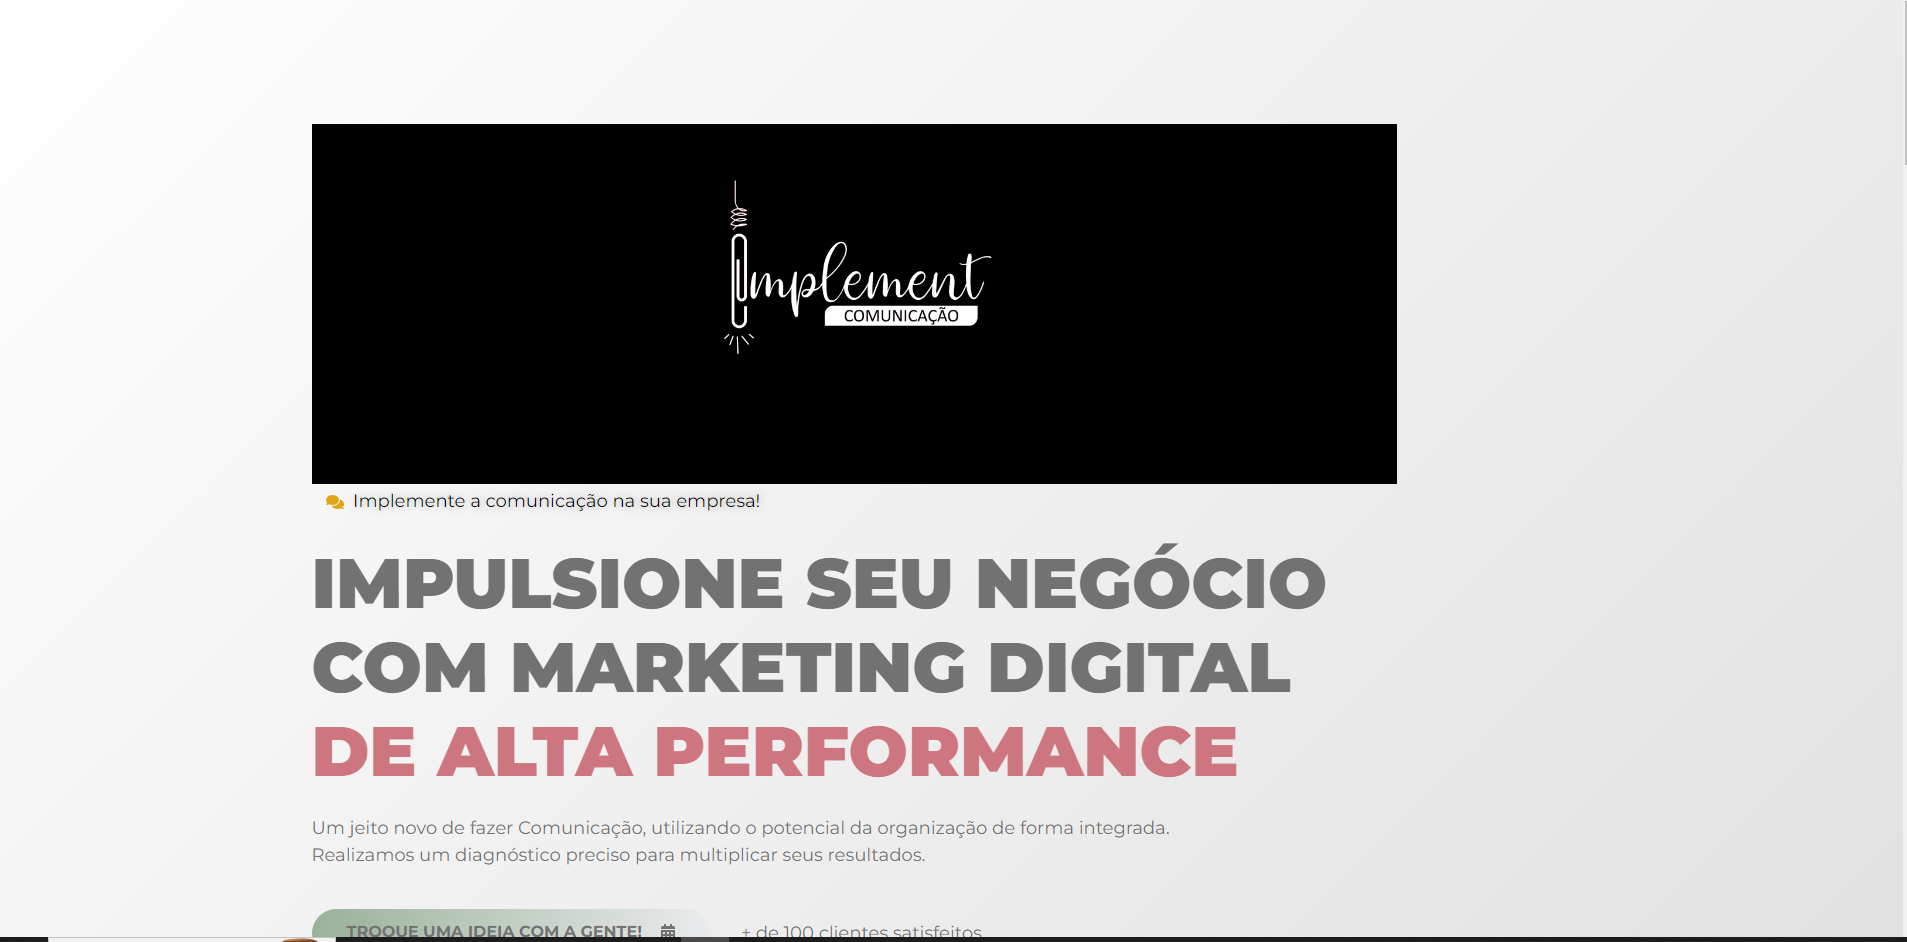 Implement
COMUNICAÇÃO
Implemente a comunicação na sua empresa!
IMPULSIONE SEU NEGÓCIO
COM MARKETING DIGITAL
DE ALTA PERFORMANCE
Um jeito novo de fazer Comunicação, utilizando o potencial da organização de forma integrada.
Realizamos um diagnóstico preciso para multiplicar seus resultados.
TROQUE UMA IDEIA COM A GENTE!
+ de 100 clientes satisfeitos